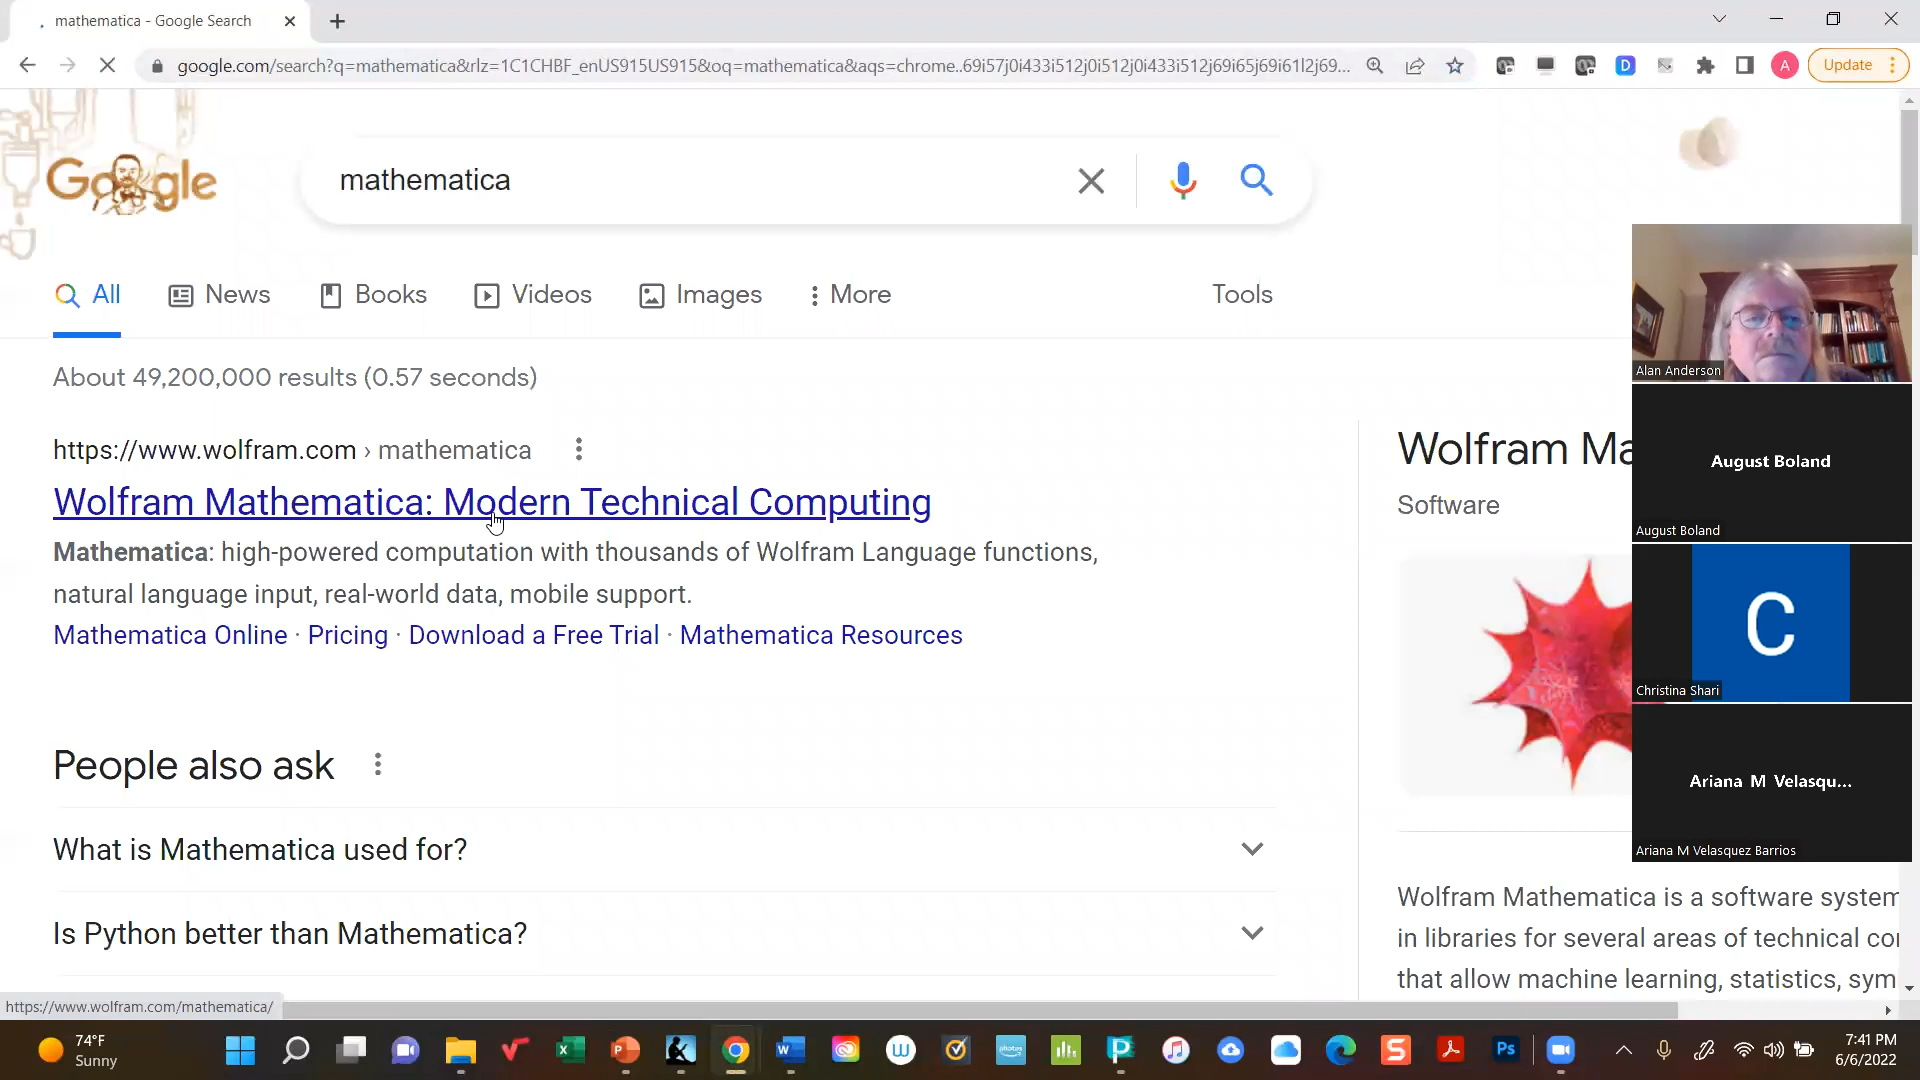 mathematica - Google Search
google.com/search?q=mathematica&rlz=1C1CHBF_enUS915US915&oq=mathematica&aqs=chrome..69i57j0i433i512j0i512j0i433i512j69i65j69i61l2j69...
D
A
Update
Google
mathematica
All
News
Books
Videos
Images
More
Tools
About 49,200,000 results (0.57 seconds)
https://www.wolfram.com › mathematica
Wolfram Mathematica: Modern Technical Computing
Mathematica: high-powered computation with thousands of Wolfram Language functions,
natural language input, real-world data, mobile support.
Mathematica Online · Pricing · Download a Free Trial · Mathematica Resources
People also ask
What is Mathematica used for?
Is Python better than Mathematica?
Wolfram Ma
Software
Wolfram Mathematica is a software system
in libraries for several areas of technical co
that allow machine learning, statistics, sym
Alan Anderson
August Boland
August Boland
C
Christina Shari
Ariana M Velasqu...
Ariana M Velasquez Barrios
https://www.wolfram.com/mathematica/
74°F
Sunny
photos
Ps
7:41 PM
6/6/2022